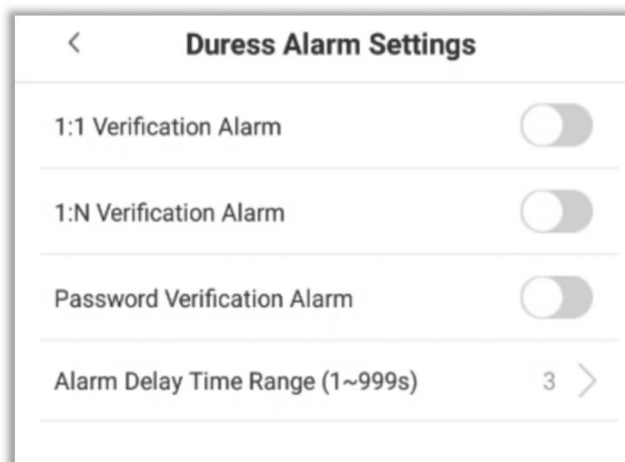 Duress Alarm Settings
1:1 Verification Alarm
1:N Verification Alarm
Password Verification Alarm
Alarm Delay Time Range (1~999s) 3